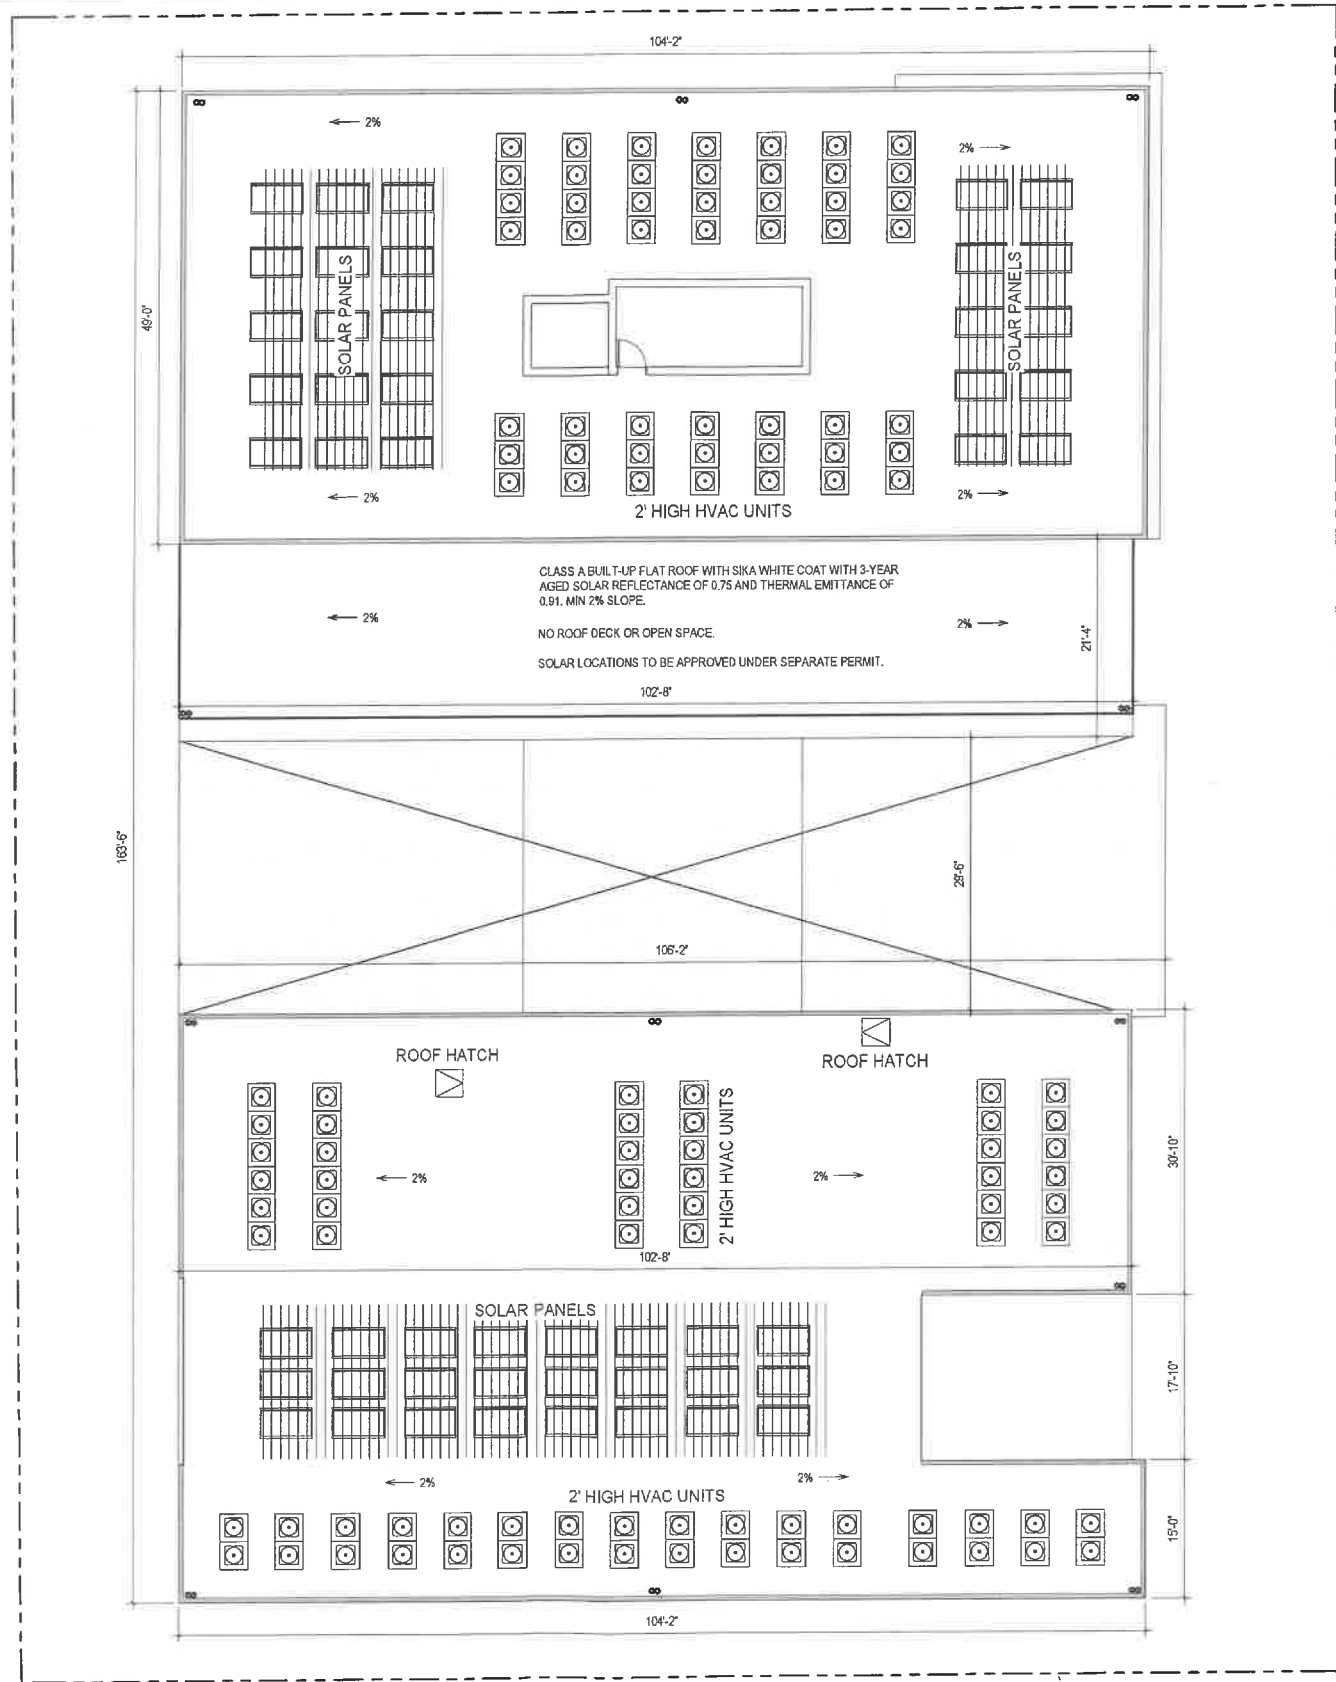 104'-2"
2%
2%
49'-0"
SOLAR PANELS
SOLAR PANELS
2%
2%
2' HIGH HVAC UNITS
CLASS A BUILT-UP FLAT ROOF WITH SIKA WHITE COAT WITH 3-YEAR
AGED SOLAR REFLECTANCE OF 0.75 AND THERMAL EMITTANCE OF
0.91. MIN 2% SLOPE.
2%
2%
21'-4"
NO ROOF DECK OR OPEN SPACE.
SOLAR LOCATIONS TO BE APPROVED UNDER SEPARATE PERMIT.
102'-8"
163'-6"
29'-6"
106'-2"
ROOF HATCH
ROOF HATCH
2' HIGH HVAC UNITS
2%
2%
30'-10"
102'-8"
SOLAR PANELS
17'-10"
2%
2%
2' HIGH HVAC UNITS
15'-0"
104'-2"